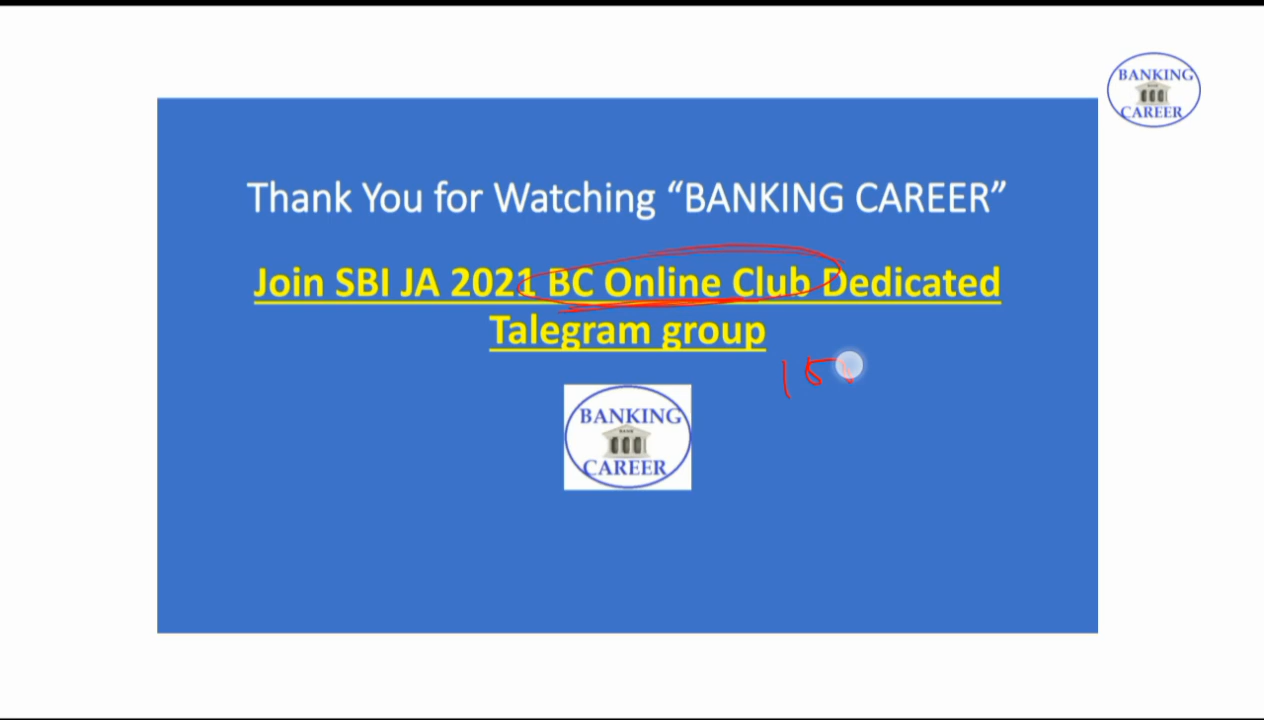 BANKING
CAREER
Thank You for Watching “BANKING CAREER”
Join SBI JA 2021 BC Online Club Dedicated
Talegram group
15
BANKING
CAREER